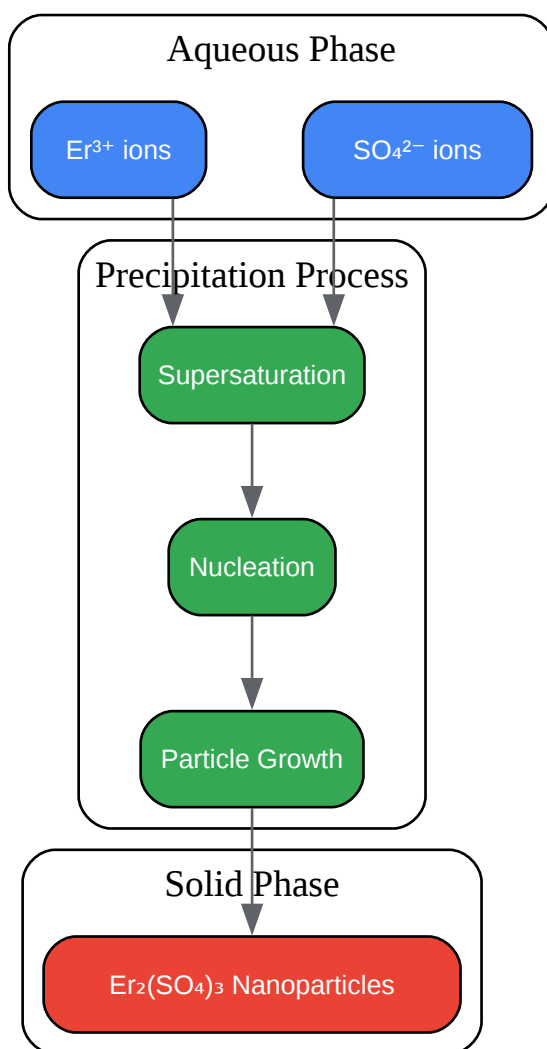 Aqueous Phase
Er³⁺ ions
SO₄²⁻ ions
Precipitation Process
Supersaturation
Nucleation
Particle Growth
Solid Phase
Er₂(SO₄)₃ Nanoparticles